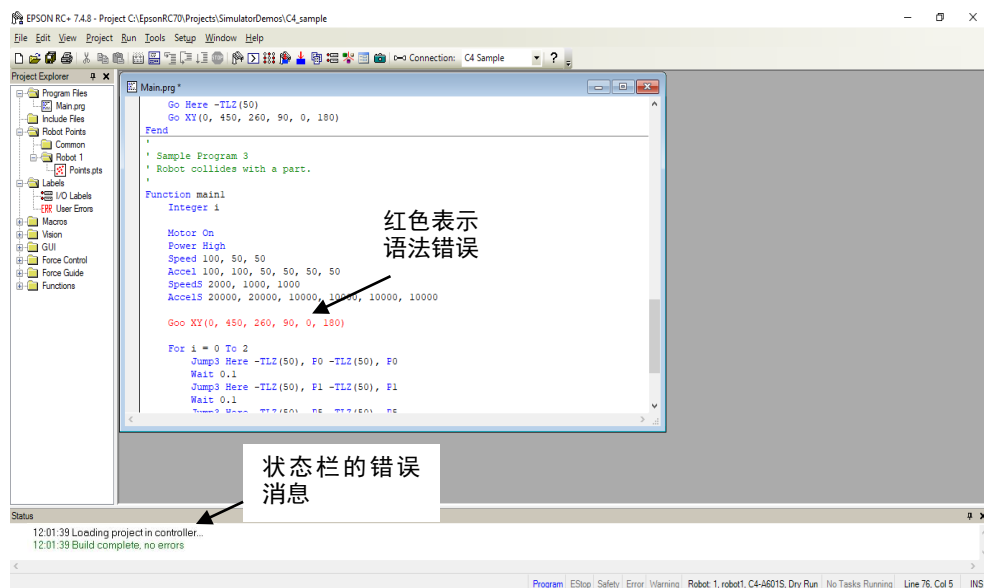 EPSON RC+ 7.4.8 - Project C:\EpsonRC70\Projects\SimulatorDemos\C4_sample
File Edit View Project Run Tools Setup Window Help
Connection: C4 Sample
Project Explorer
Program Files
Main.prg
Include Files
Robot Points
Common
Robot 1
Points.pts
Labels
I/O Labels
ERR User Errors
Macros
Vision
GUI
Force Control
Force Guide
Functions
Main.prg *
Go Here -TLZ(50)
Go XY(0, 450, 260, 90, 0, 180)
Fend
'
' Sample Program 3
' Robot collides with a part.
'
Function main1
Integer i
Motor On
Power High
Speed 100, 50, 50
Accel 100, 100, 50, 50, 50, 50
SpeedS 2000, 1000, 1000
AccelS 20000, 20000, 10000, 10000, 10000, 10000
Goo XY(0, 450, 260, 90, 0, 180)
For i = 0 To 2
Jump3 Here -TLZ(50), P0 -TLZ(50), P0
Wait 0.1
Jump3 Here -TLZ(50), P1 -TLZ(50), P1
Wait 0.1
Jump3 Here -TLZ(50), P5 -TLZ(50), P5
红色表示
语法错误
状态栏的错误
消息
Status
12:01:39 Loading project in controller...
12:01:39 Build complete, no errors
Program EStop Safety Error Warning Robot: 1, robot1, C4-A601S, Dry Run No Tasks Running Line 76, Col 5 INS